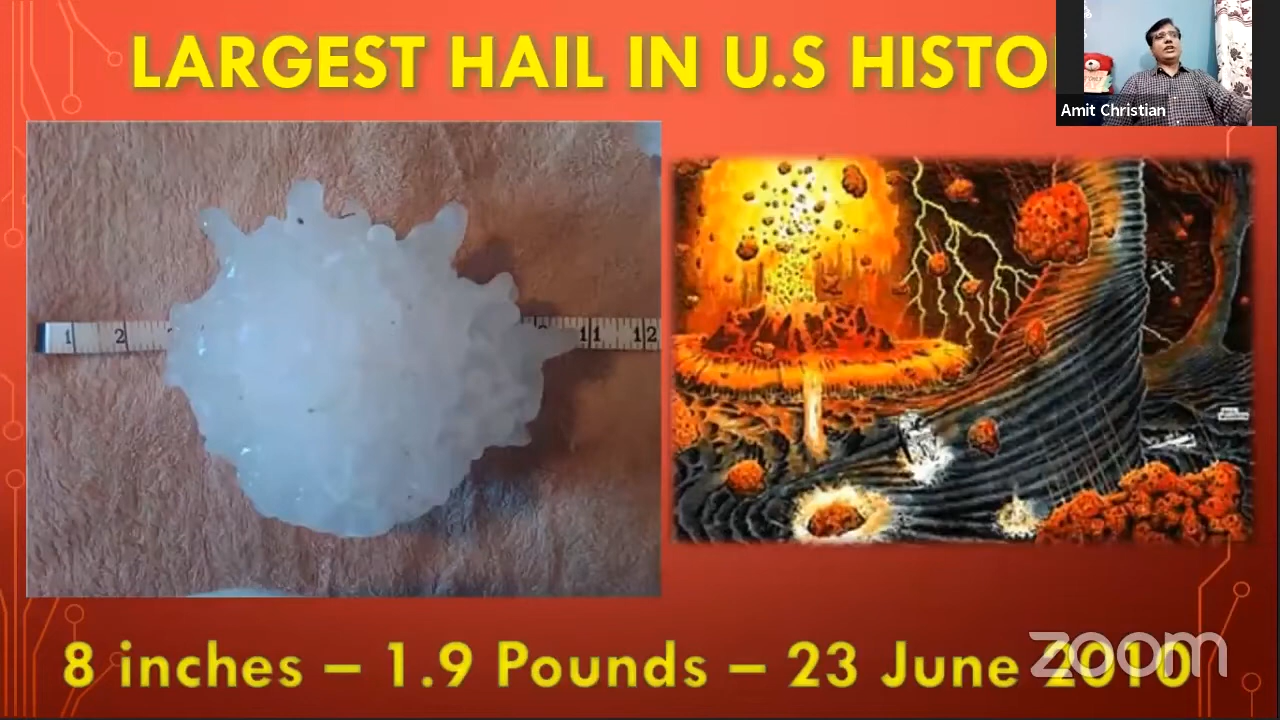 LARGEST HAIL IN U.S HISTO
Amit Christian
1 2 11 12
8 inches – 1.9 Pounds – 23 June 2010
zoom